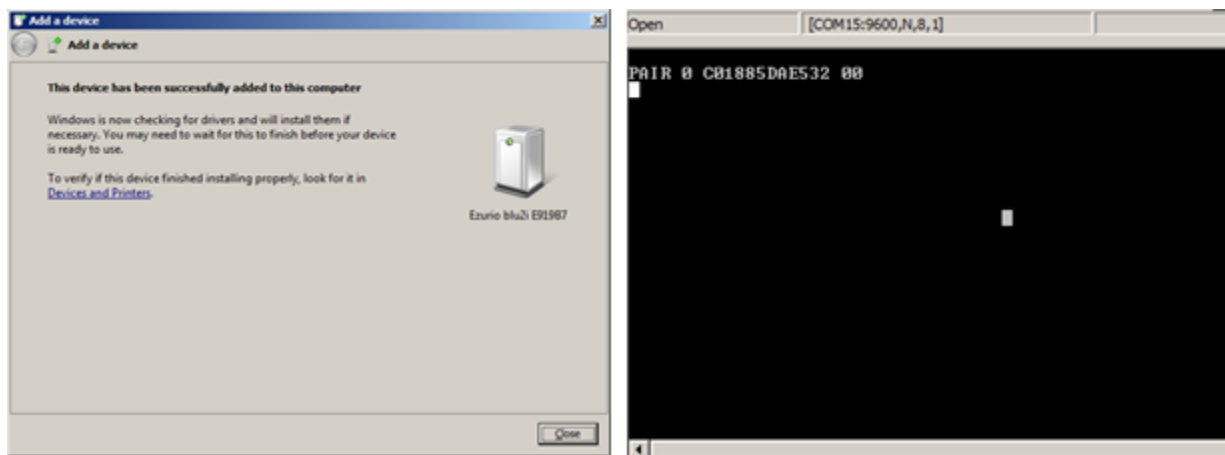 Add a device
Add a device
This device has been successfully added to this computer
Windows is now checking for drivers and will install them if
necessary. You may need to wait for this to finish before your device
is ready to use.
To verify if this device finished installing properly, look for it in
Devices and Printers.
Ezurio blu2i E91987
Close
Open
[COM15:9600,N,8,1]
PAIR 0 C01885DAE532 00